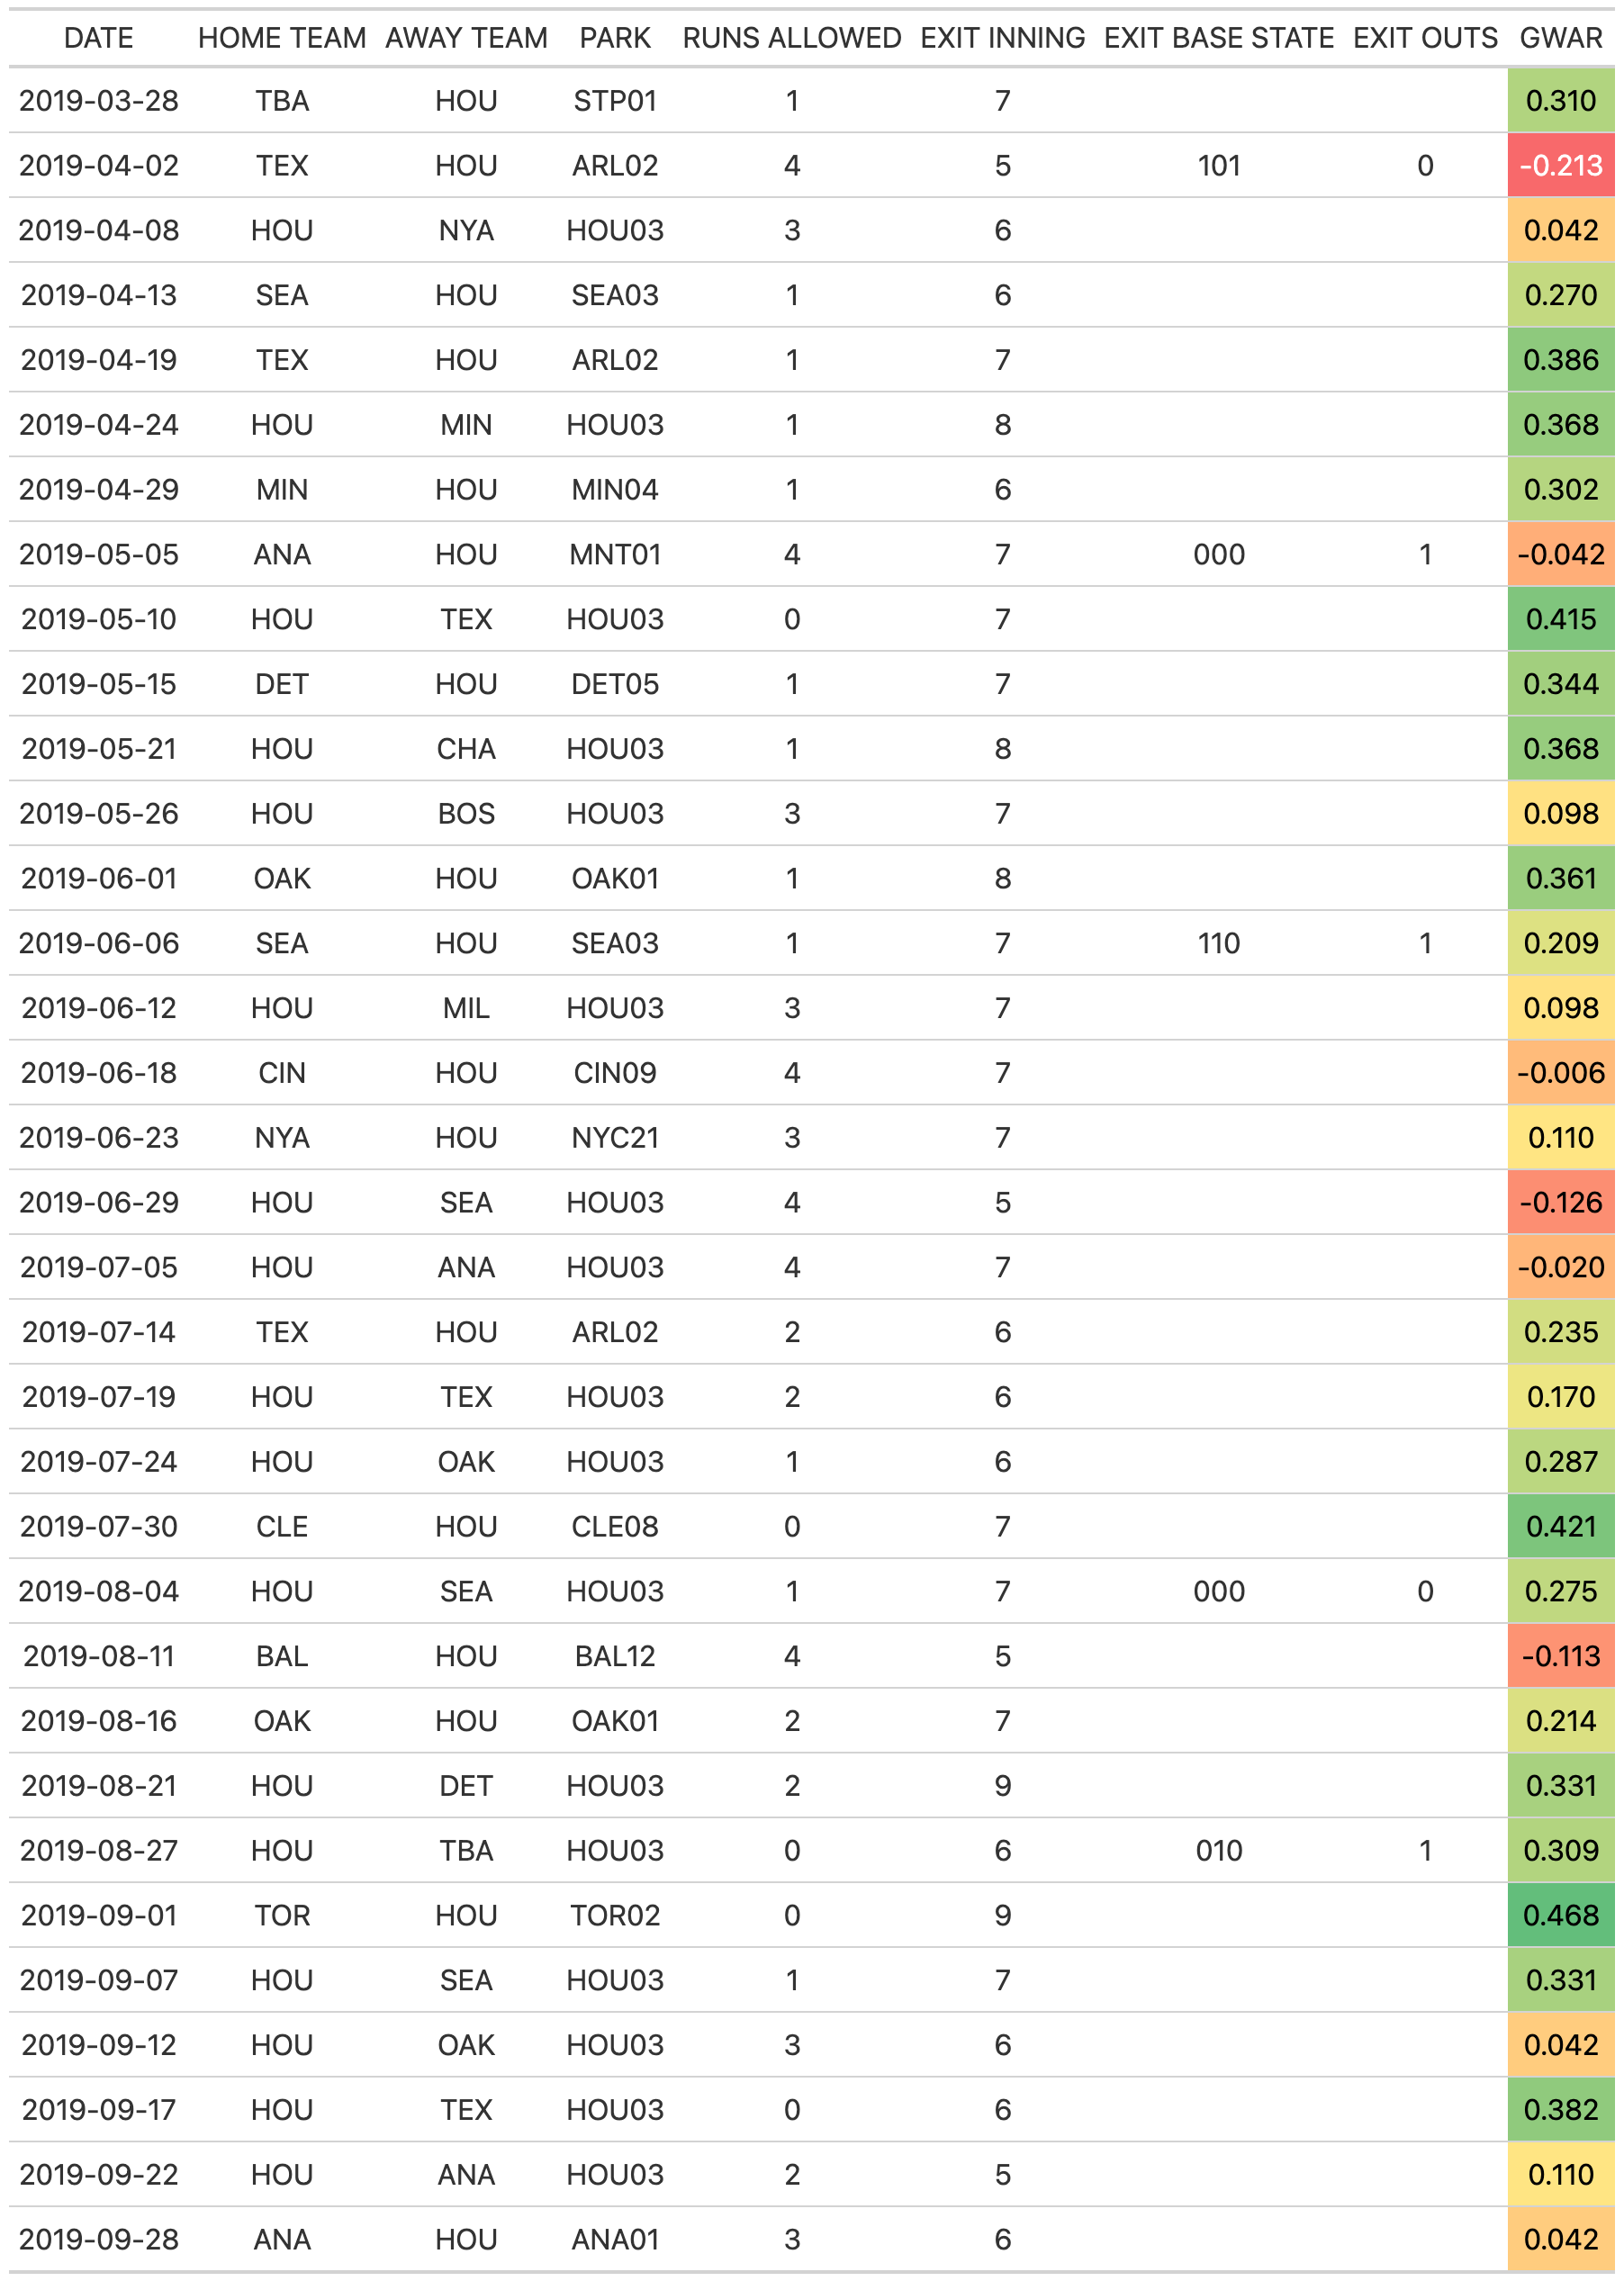 DATE HOME TEAM AWAY TEAM PARK RUNS ALLOWED EXIT INNING EXIT BASE STATE EXIT OUTS GWAR
2019-03-28 TBA HOU STP01 1 7 0.310
2019-04-02 TEX HOU ARL02 4 5 101 0 -0.213
2019-04-08 HOU NYA HOU03 3 6 0.042
2019-04-13 SEA HOU SEA03 1 6 0.270
2019-04-19 TEX HOU ARL02 1 7 0.386
2019-04-24 HOU MIN HOU03 1 8 0.368
2019-04-29 MIN HOU MIN04 1 6 0.302
2019-05-05 ANA HOU MNT01 4 7 000 1 -0.042
2019-05-10 HOU TEX HOU03 0 7 0.415
2019-05-15 DET HOU DET05 1 7 0.344
2019-05-21 HOU CHA HOU03 1 8 0.368
2019-05-26 HOU BOS HOU03 3 7 0.098
2019-06-01 OAK HOU OAK01 1 8 0.361
2019-06-06 SEA HOU SEA03 1 7 110 1 0.209
2019-06-12 HOU MIL HOU03 3 7 0.098
2019-06-18 CIN HOU CIN09 4 7 -0.006
2019-06-23 NYA HOU NYC21 3 7 0.110
2019-06-29 HOU SEA HOU03 4 5 -0.126
2019-07-05 HOU ANA HOU03 4 7 -0.020
2019-07-14 TEX HOU ARL02 2 6 0.235
2019-07-19 HOU TEX HOU03 2 6 0.170
2019-07-24 HOU OAK HOU03 1 6 0.287
2019-07-30 CLE HOU CLE08 0 7 0.421
2019-08-04 HOU SEA HOU03 1 7 000 0 0.275
2019-08-11 BAL HOU BAL12 4 5 -0.113
2019-08-16 OAK HOU OAK01 2 7 0.214
2019-08-21 HOU DET HOU03 2 9 0.331
2019-08-27 HOU TBA HOU03 0 6 010 1 0.309
2019-09-01 TOR HOU TOR02 0 9 0.468
2019-09-07 HOU SEA HOU03 1 7 0.331
2019-09-12 HOU OAK HOU03 3 6 0.042
2019-09-17 HOU TEX HOU03 0 6 0.382
2019-09-22 HOU ANA HOU03 2 5 0.110
2019-09-28 ANA HOU ANA01 3 6 0.042